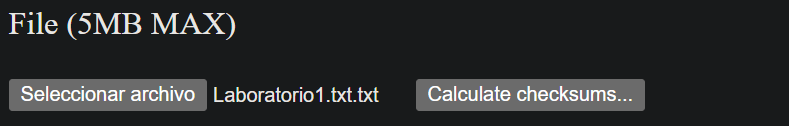 File (5MB MAX)
Seleccionar archivo Laboratorio1.txt.txt Calculate checksums...